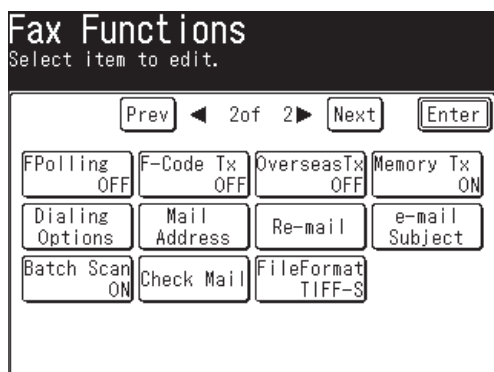 Fax Functions
Select item to edit.
Prev ◀ 2of 2▶ Next Enter
FPolling OFF
F-Code Tx OFF
OverseasTx OFF
Memory Tx ON
Dialing Options
Mail Address
Re-mail
e-mail Subject
Batch Scan ON
Check Mail
FileFormat TIFF-S